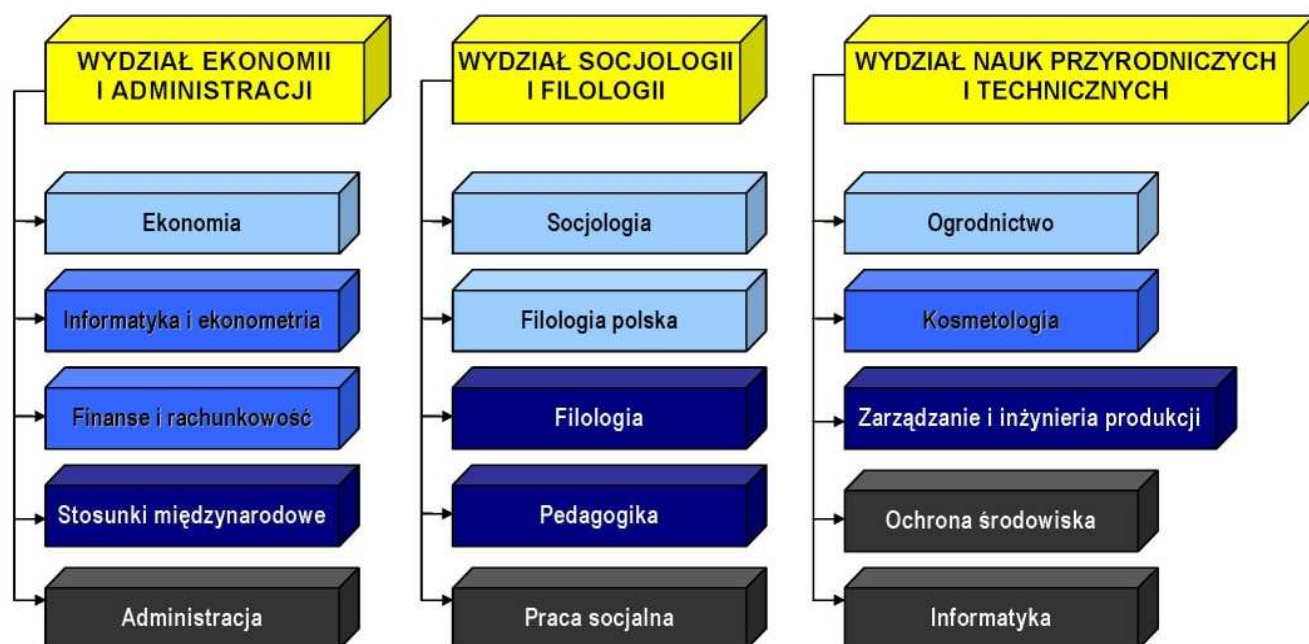 WYDZIAŁ EKONOMII
I ADMINISTRACJI
Ekonomia
Informatyka i ekonometria
Finanse i rachunkowość
Stosunki międzynarodowe
Administracja
WYDZIAŁ SOCJOLOGII
I FILOLOGII
Socjologia
Filologia polska
Filologia
Pedagogika
Praca socjalna
WYDZIAŁ NAUK PRZYRODNICZYCH
I TECHNICZNYCH
Ogrodnictwo
Kosmetologia
Zarządzanie i inżynieria produkcji
Ochrona środowiska
Informatyka